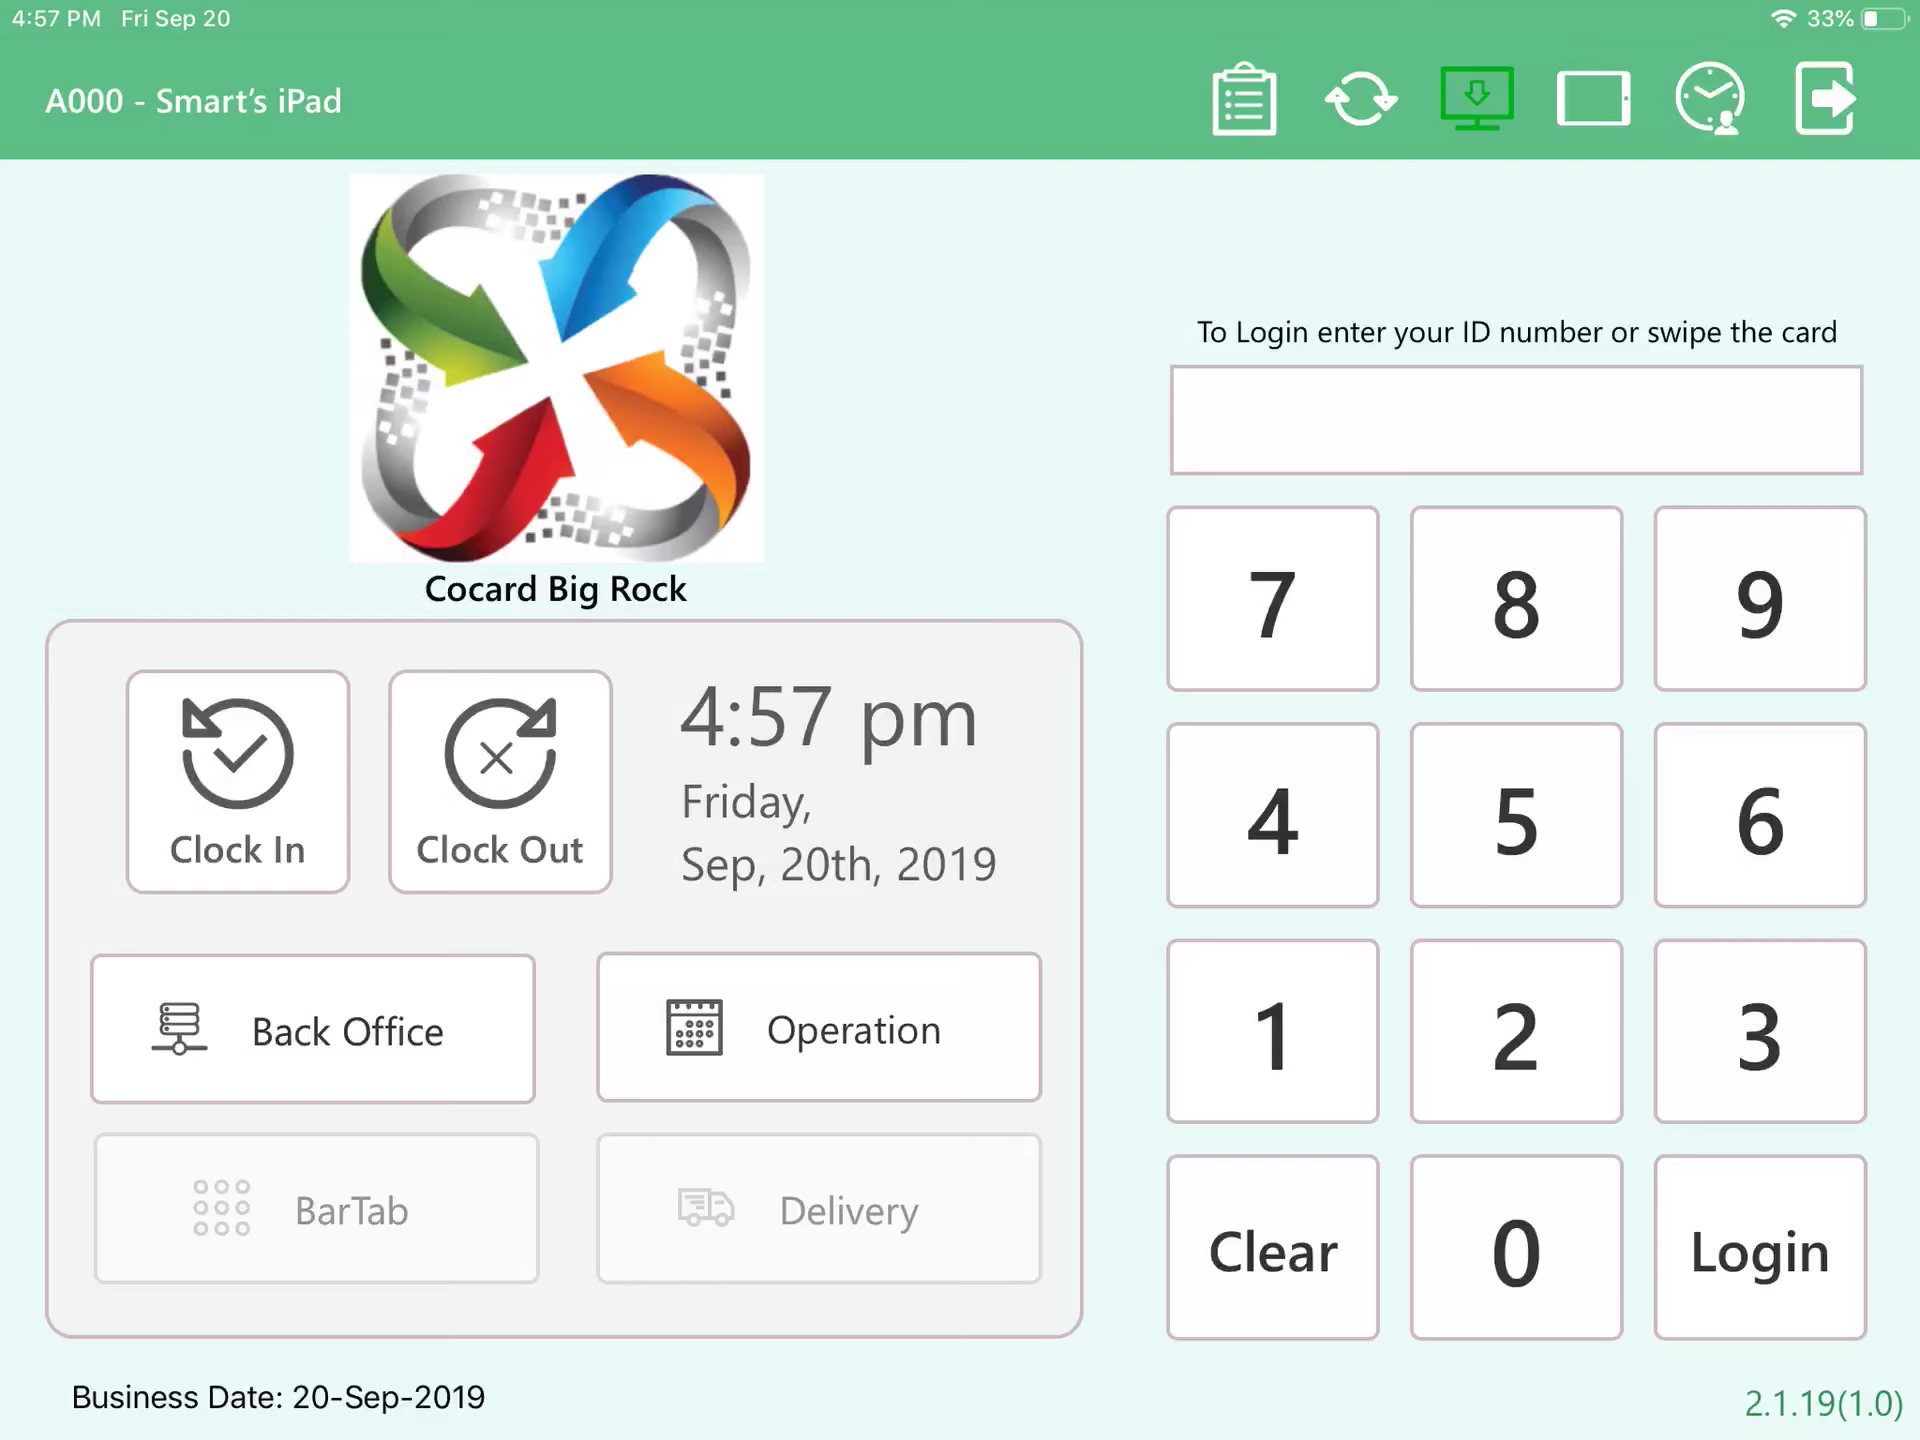 4:57 PM Fri Sep 20
33%
A000 - Smart's iPad
Cocard Big Rock
Clock In
Clock Out
4:57 pm
Friday,
Sep, 20th, 2019
Back Office
Operation
BarTab
Delivery
Business Date: 20-Sep-2019
To Login enter your ID number or swipe the card
7 8 9
4 5 6
1 2 3
Clear 0 Login
2.1.19(1.0)